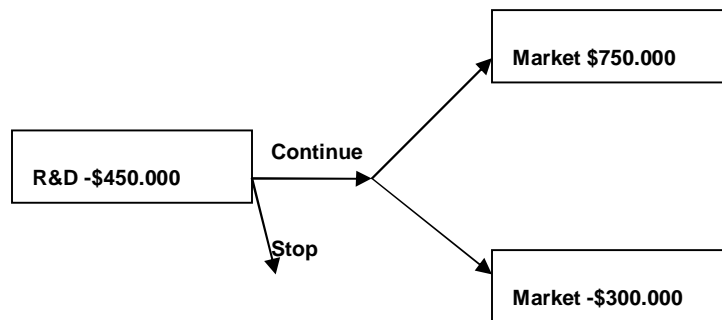 Market $750.000
Continue
R&D -$450.000
Stop
Market -$300.000